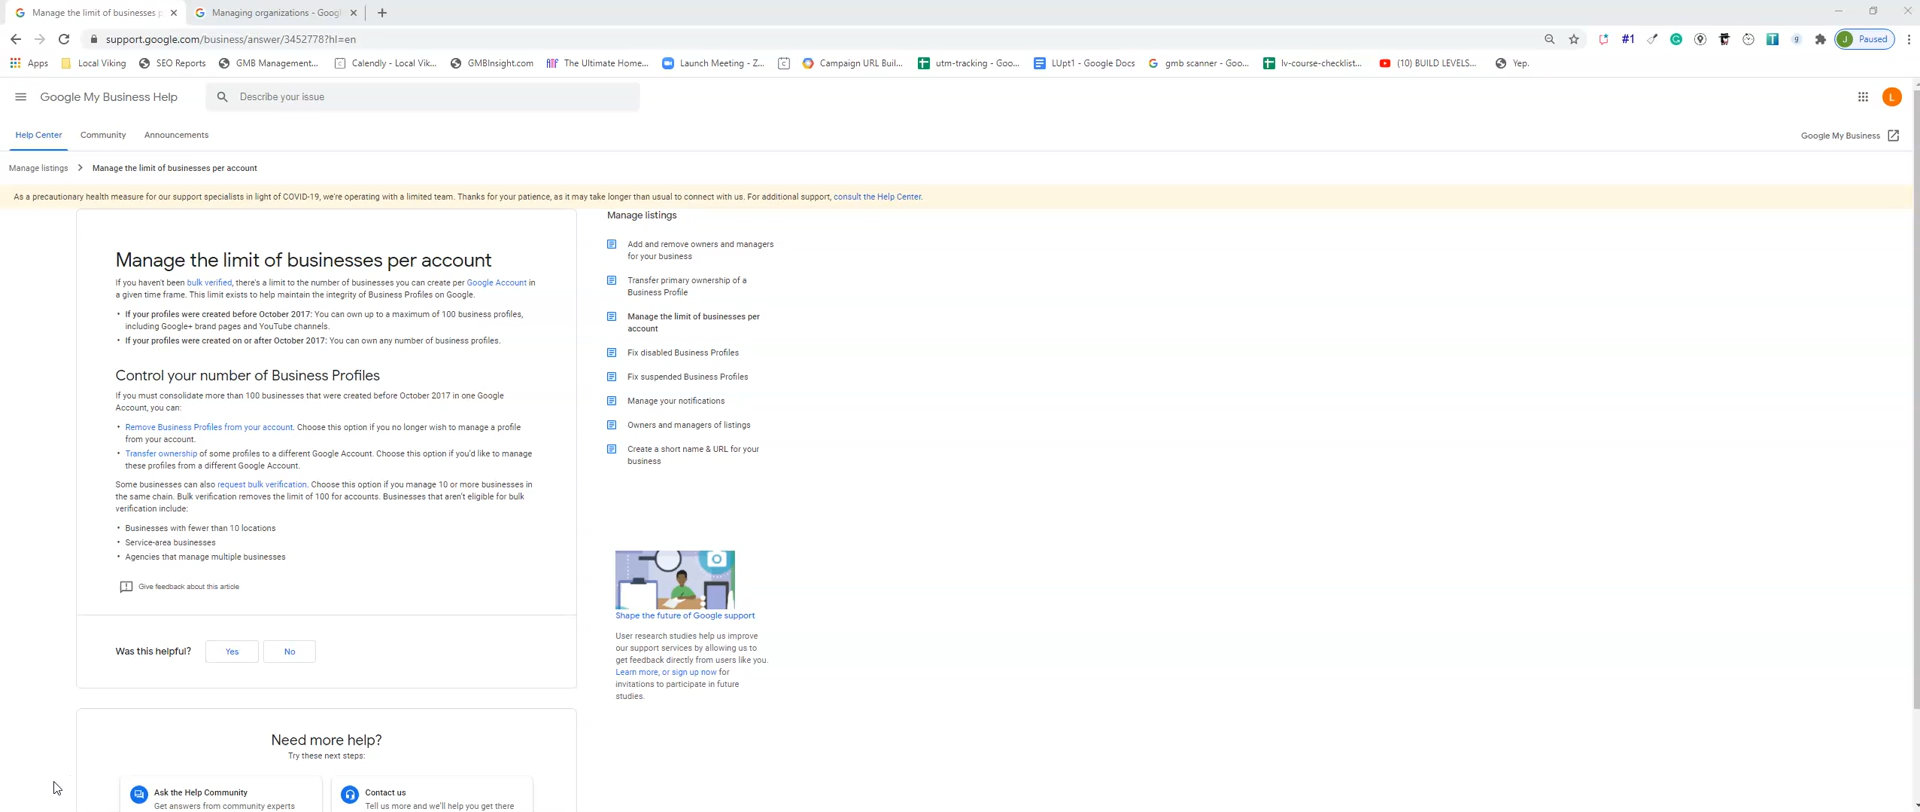 Manage the limit of businesses p
Managing organizations - Googl
support.google.com/business/answer/3452778?hl=en
#1
J Paused
Apps
Local Viking
SEO Reports
GMB Management...
Calendly - Local Vik...
GMBInsight.com
The Ultimate Home...
Launch Meeting - Z...
Campaign URL Buil...
utm-tracking - Goo...
LUpt1 - Google Docs
gmb scanner - Goo...
lv-course-checklist...
(10) BUILD LEVELS...
Yep.
Google My Business Help
Describe your issue
L
Help Center
Community
Announcements
Google My Business
Manage listings
Manage the limit of businesses per account
As a precautionary health measure for our support specialists in light of COVID-19, we're operating with a limited team. Thanks for your patience, as it may take longer than usual to connect with us. For additional support, consult the Help Center.
Manage the limit of businesses per account
If you haven't been bulk verified, there's a limit to the number of businesses you can create per Google Account in
a given time frame. This limit exists to help maintain the integrity of Business Profiles on Google.
• If your profiles were created before October 2017: You can own up to a maximum of 100 business profiles,
including Google+ brand pages and YouTube channels.
• If your profiles were created on or after October 2017: You can own any number of business profiles.
Control your number of Business Profiles
If you must consolidate more than 100 businesses that were created before October 2017 in one Google
Account, you can:
• Remove Business Profiles from your account. Choose this option if you no longer wish to manage a profile
from your account.
• Transfer ownership of some profiles to a different Google Account. Choose this option if you'd like to manage
these profiles from a different Google Account.
Some businesses can also request bulk verification. Choose this option if you manage 10 or more businesses in
the same chain. Bulk verification removes the limit of 100 for accounts. Businesses that aren't eligible for bulk
verification include:
• Businesses with fewer than 10 locations
• Service-area businesses
• Agencies that manage multiple businesses
Give feedback about this article
Was this helpful?
Yes
No
Need more help?
Try these next steps:
Ask the Help Community
Get answers from community experts
Contact us
Tell us more and we'll help you get there
Manage listings
Add and remove owners and managers
for your business
Transfer primary ownership of a
Business Profile
Manage the limit of businesses per
account
Fix disabled Business Profiles
Fix suspended Business Profiles
Manage your notifications
Owners and managers of listings
Create a short name & URL for your
business
Shape the future of Google support
User research studies help us improve
our support services by allowing us to
get feedback directly from users like you.
Learn more, or sign up now for
invitations to participate in future
studies.